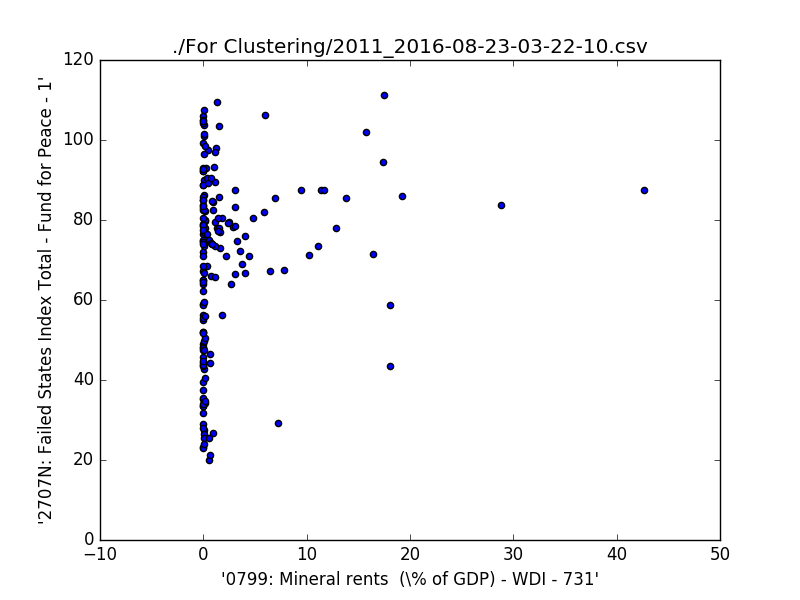 ./For Clustering/2011_2016-08-23-03-22-10.csv
'2707N: Failed States Index Total - Fund for Peace - 1'
120
100
80
60
40
20
0
−10 0 10 20 30 40 50
'0799: Mineral rents  (\% of GDP) - WDI - 731'